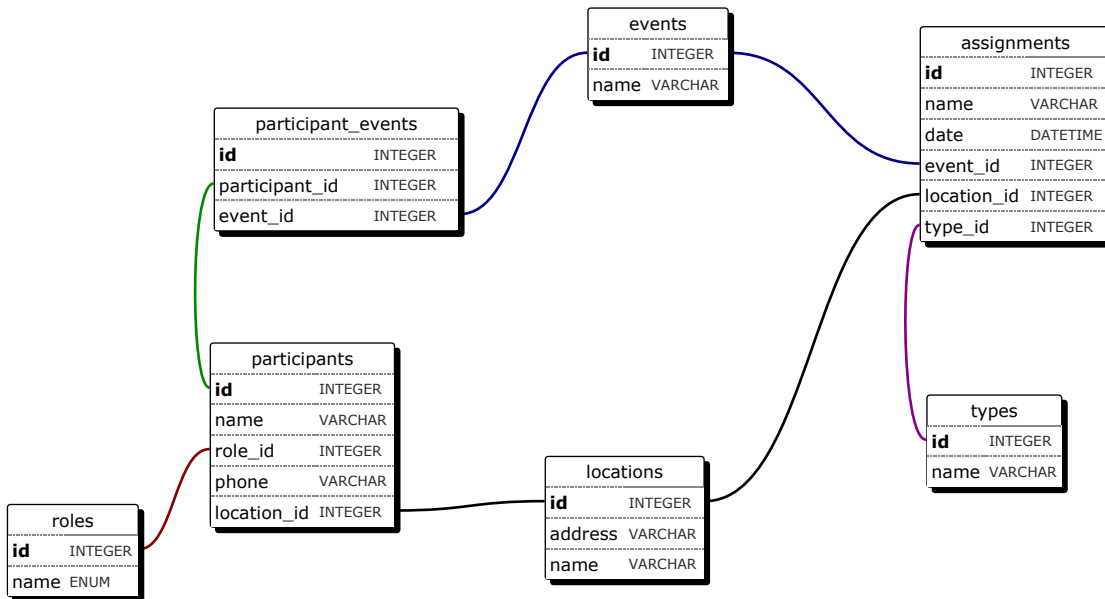 events
id INTEGER
name VARCHAR
assignments
id INTEGER
name VARCHAR
date DATETIME
event_id INTEGER
location_id INTEGER
type_id INTEGER
participant_events
id INTEGER
participant_id INTEGER
event_id INTEGER
participants
id INTEGER
name VARCHAR
role_id INTEGER
phone VARCHAR
location_id INTEGER
types
id INTEGER
name VARCHAR
locations
id INTEGER
address VARCHAR
name VARCHAR
roles
id INTEGER
name ENUM